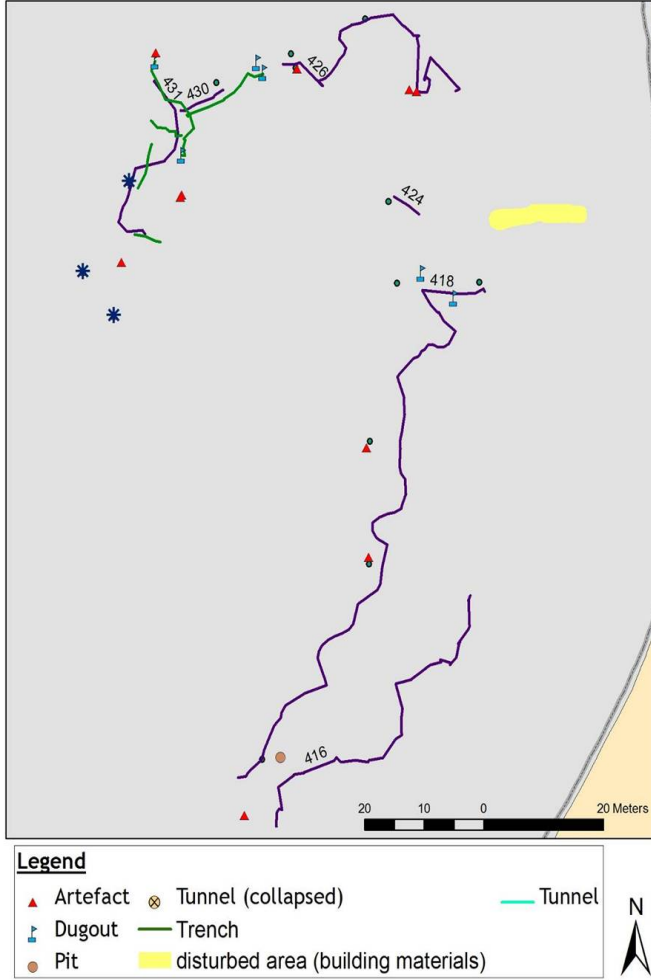 426
431
430
424
418
416
20 10 0 20 Meters
Legend
Artefact Tunnel (collapsed) Tunnel
Dugout Trench
Pit disturbed area (building materials)
N